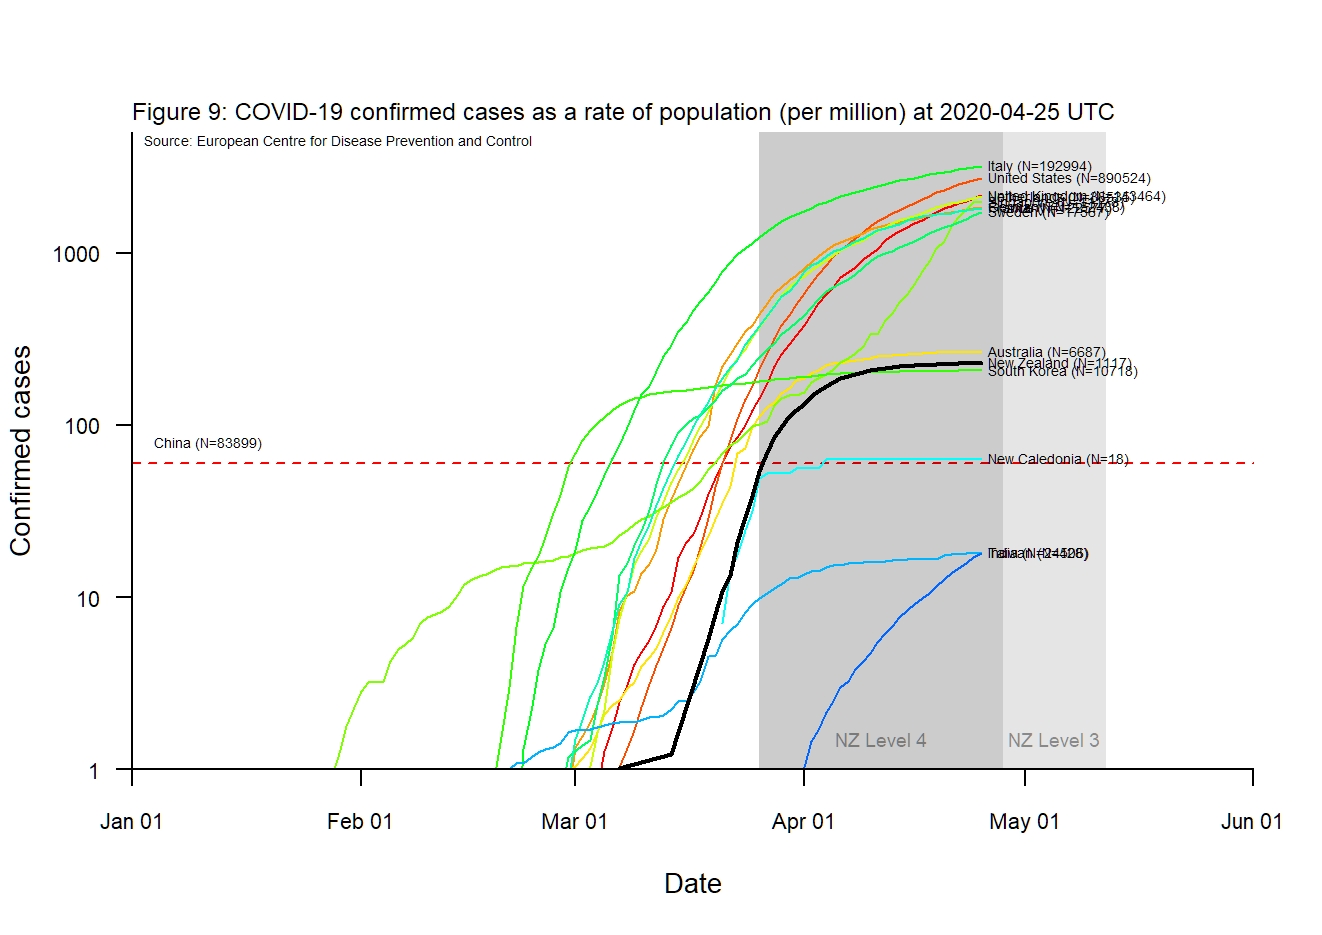 Figure 9: COVID-19 confirmed cases as a rate of population (per million) at 2020-04-25 UTC
Source: European Centre for Disease Prevention and Control
Italy (N=192994)
United States (N=890524)
United Kingdom
Sweden (N=17567)
1000
Australia (N=6687)
New Zealand (N=1117)
South Korea (N=10718)
100
China (N=83899)
New Caledonia (N=18)
Confirmed cases
10
NZ Level 4
NZ Level 3
1
Jan 01
Feb 01
Mar 01
Apr 01
May 01
Jun 01
Date